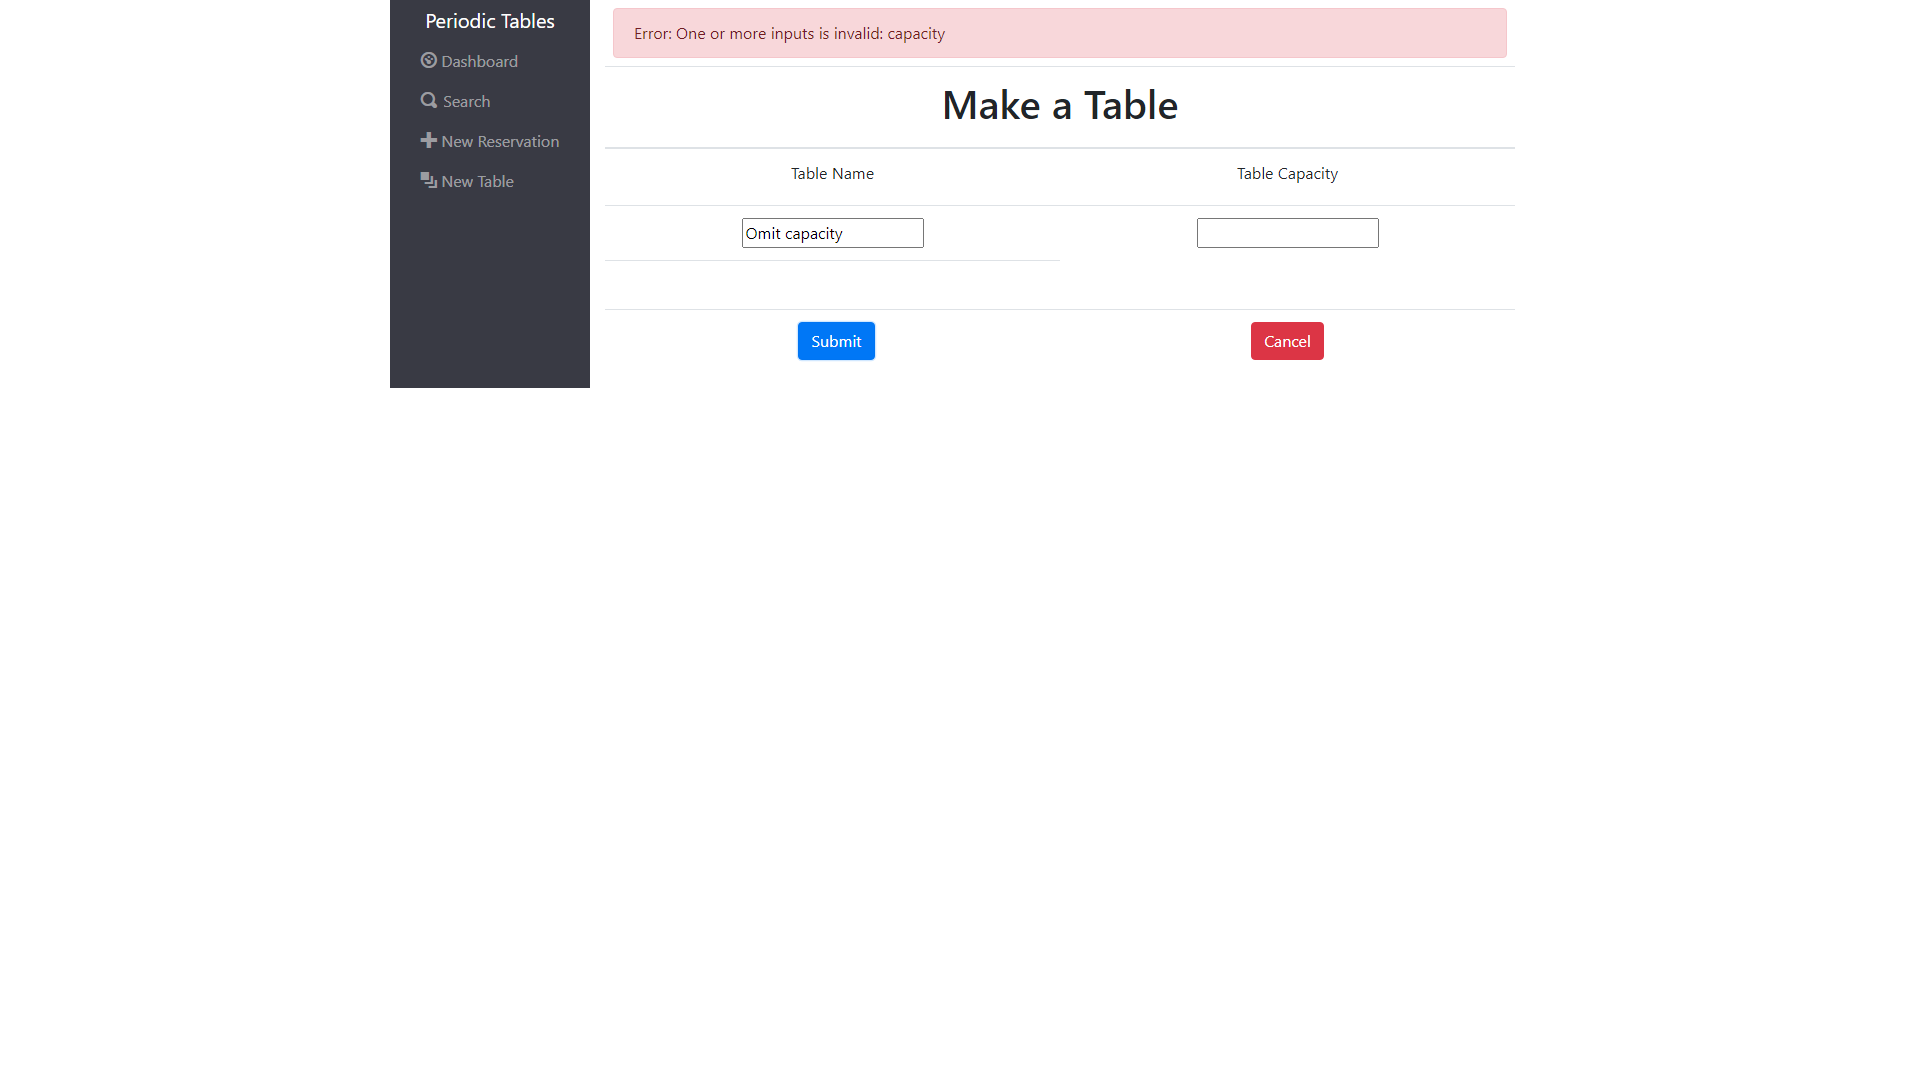 Periodic Tables
Dashboard
Search
New Reservation
New Table
Error: One or more inputs is invalid: capacity
Make a Table
Table Name
Table Capacity
Omit capacity
Submit
Cancel